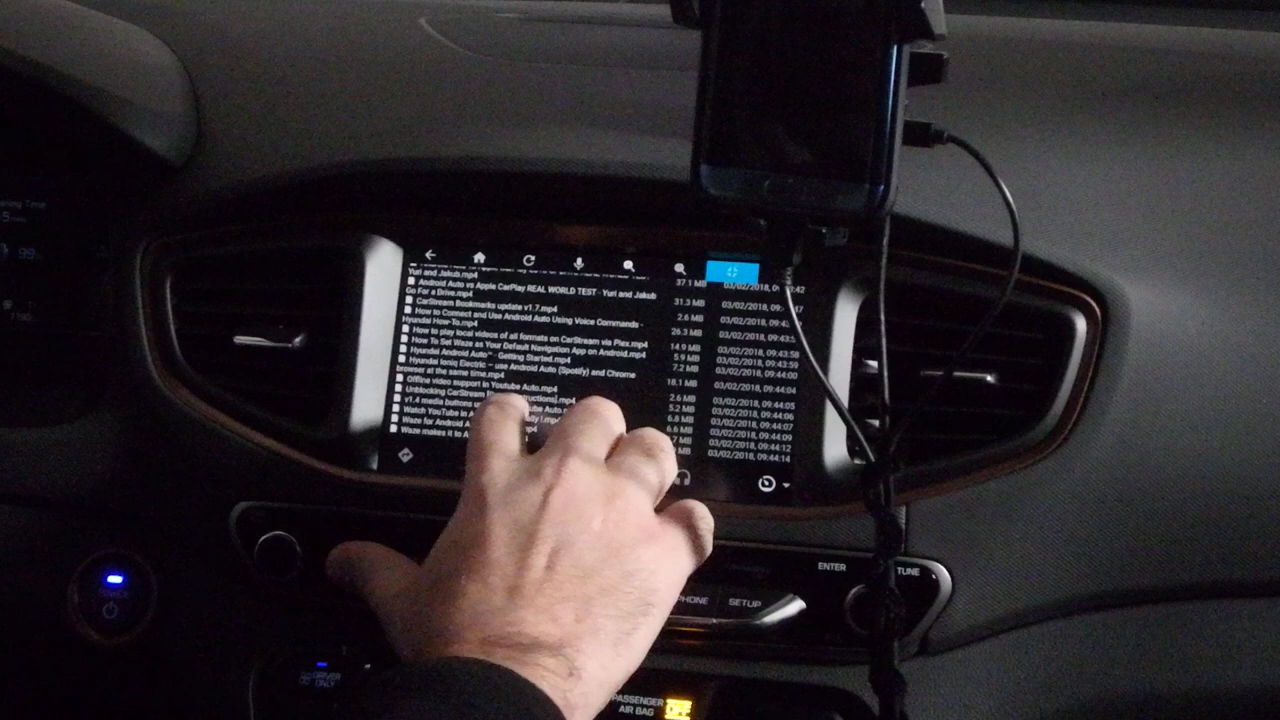 Yuri and Jakub.mp4
37.1 MB
Android Auto vs Apple CarPlay REAL WORLD TEST - Yuri and Jakub
Go For a Drive.mp4
31.3 MB
CarStream Bookmarks update v1.7.mp4
2.6 MB
How to Connect and Use Android Auto Using Voice Commands -
Hyundai How-To.mp4
26.3 MB
How to play local videos of all formats on CarStream via Plex.mp4
14.9 MB 03/02/2018, 09:43:58
How To Set Waze as Your Default Navigation App on Android.mp4
5.9 MB 03/02/2018, 09:43:59
Hyundai Android Auto™ - Getting Started.mp4
7.2 MB 03/02/2018, 09:44:00
Hyundai Ioniq Electric – use Android Auto (Spotify) and Chrome
browser at the same time.mp4
18.1 MB 03/02/2018, 09:44:04
Offline video support in Youtube Auto.mp4
2.6 MB 03/02/2018, 09:44:05
Unblocking CarStream
5.2 MB 03/02/2018, 09:44:06
v1.4 media buttons
6.8 MB 03/02/2018, 09:44:07
Watch YouTube in
6.6 MB 03/02/2018, 09:44:09
Waze for Android
MB 03/02/2018, 09:44:12
Waze makes it to
MB 03/02/2018, 09:44:14
ENTER
TUNE
PHONE
SETUP
DRIVER
ONLY
PASSENGER
AIR BAG
OFF